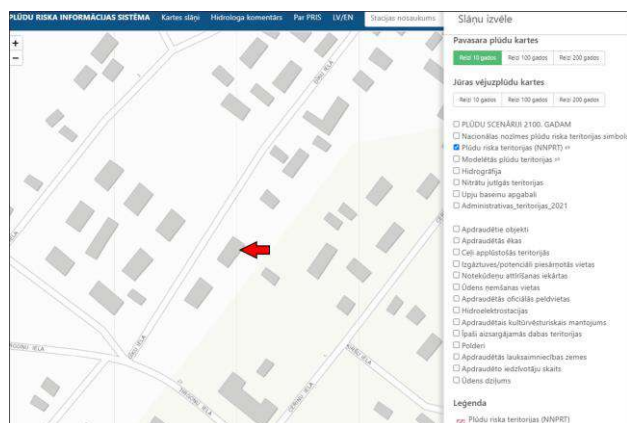 PLŪDU RISKA INFORMĀCIJAS SISTĒMA
Kartes slāņi
Hidrologa komentārs
Par PRIS
LV/EN
Stacijas nosaukums
+
−
Slāņu izvēle
Pavasara plūdu kartes
Reizi 10 gados
Reizi 100 gados
Reizi 200 gados
Jūras vējuzplūdu kartes
Reizi 10 gados
Reizi 100 gados
Reizi 200 gados
PLŪDU SCENĀRIJI 2100. GADAM
Nacionālas nozīmes plūdu riska teritorijas simbols
Plūdu riska teritorijas (NNPRT)
Modelētās plūdu teritorijas
Hidrogrāfija
Nitrātu jutīgās teritorijas
Upju baseinu apgabali
Administratīvas_teritorijas_2021
Apdraudētie objekti
Apdraudētās ēkas
Ceļi applūstošās teritorijās
Izgāztuves/potenciāli piesārņotās vietas
Notekūdeņu attīrīšanas iekārtas
Ūdens ņemšanas vietas
Apdraudētās oficiālās peldvietas
Hidroelektrostacijas
Apdraudētais kultūrvēsturiskais mantojums
Īpaši aizsargājamās dabas teritorijas
Polderi
Apdraudētās lauksaimniecības zemes
Apdraudēto iedzīvotāju skaits
Ūdens dziļums
Leģenda
Plūdu riska teritorijas (NNPRT)